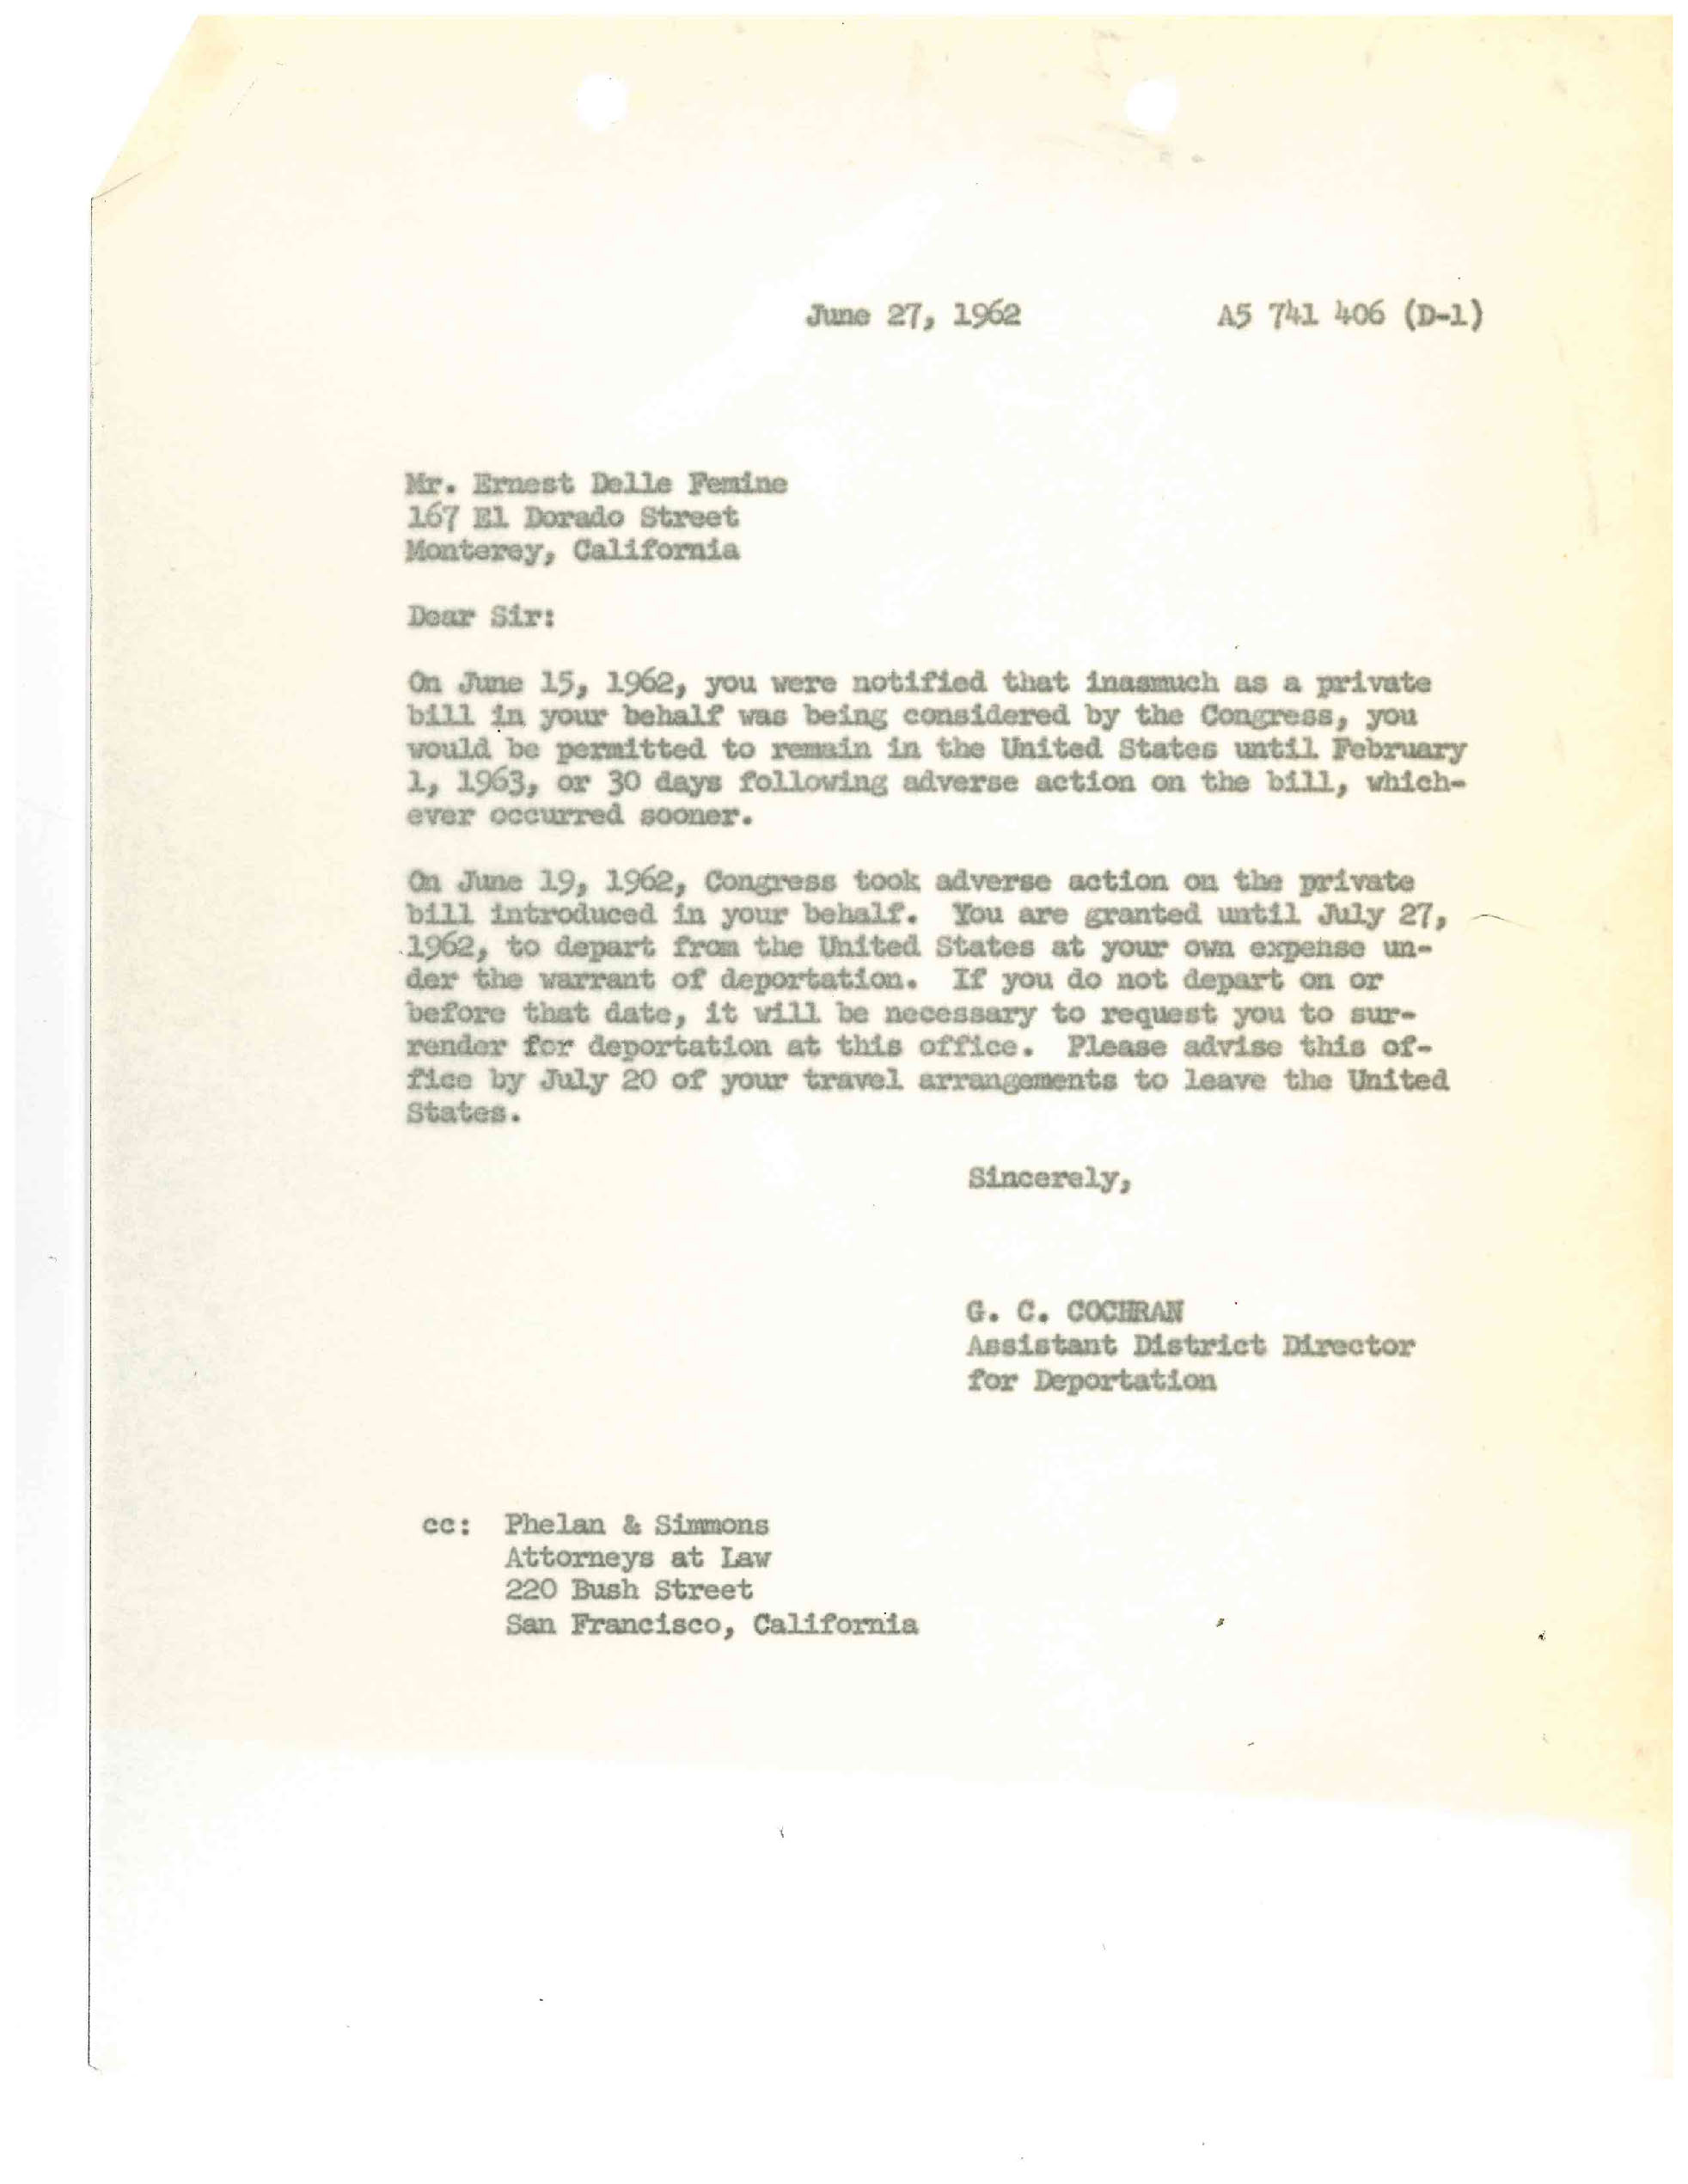 June 27, 1962 A5 741 406 (D-1)
Mr. Ernest Delle Femine
167 El Dorado Street
Monterey, California
Dear Sir:
On June 15, 1962, you were notified that inasmuch as a private
bill in your behalf was being considered by the Congress, you
would be permitted to remain in the United States until February
1, 1963, or 30 days following adverse action on the bill, which-
ever occurred sooner.
On June 19, 1962, Congress took adverse action on the private
bill introduced in your behalf. You are granted until July 27,
1962, to depart from the United States at your own expense un-
der the warrant of deportation. If you do not depart on or
before that date, it will be necessary to request you to sur-
render for deportation at this office. Please advise this of-
fice by July 20 of your travel arrangements to leave the United
States.
Sincerely,
G. C. COCHRAN
Assistant District Director
for Deportation
cc: Phelan & Simmons
Attorneys at Law
220 Bush Street
San Francisco, California